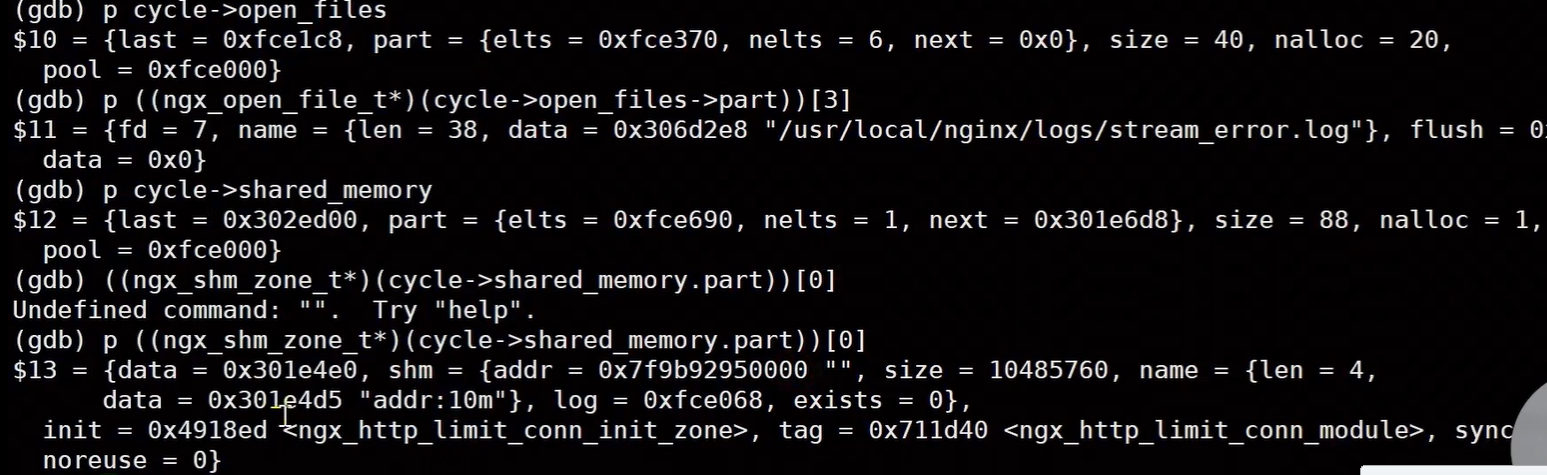 (gdb) p cycle->open_files
$10 = {last = 0xfce1c8, part = {elts = 0xfce370, nelts = 6, next = 0x0}, size = 40, nalloc = 20,
  pool = 0xfce000}
(gdb) p ((ngx_open_file_t*)(cycle->open_files->part))[3]
$11 = {fd = 7, name = {len = 38, data = 0x306d2e8 "/usr/local/nginx/logs/stream_error.log"}, flush = 0
  data = 0x0}
(gdb) p cycle->shared_memory
$12 = {last = 0x302ed00, part = {elts = 0xfce690, nelts = 1, next = 0x301e6d8}, size = 88, nalloc = 1,
  pool = 0xfce000}
(gdb) ((ngx_shm_zone_t*)(cycle->shared_memory.part))[0]
Undefined command: "".  Try "help".
(gdb) p ((ngx_shm_zone_t*)(cycle->shared_memory.part))[0]
$13 = {data = 0x301e4e0, shm = {addr = 0x7f9b92950000 "", size = 10485760, name = {len = 4,
      data = 0x301e4d5 "addr:10m"}, log = 0xfce068, exists = 0},
  init = 0x4918ed <ngx_http_limit_conn_init_zone>, tag = 0x711d40 <ngx_http_limit_conn_module>, sync
  noreuse = 0}